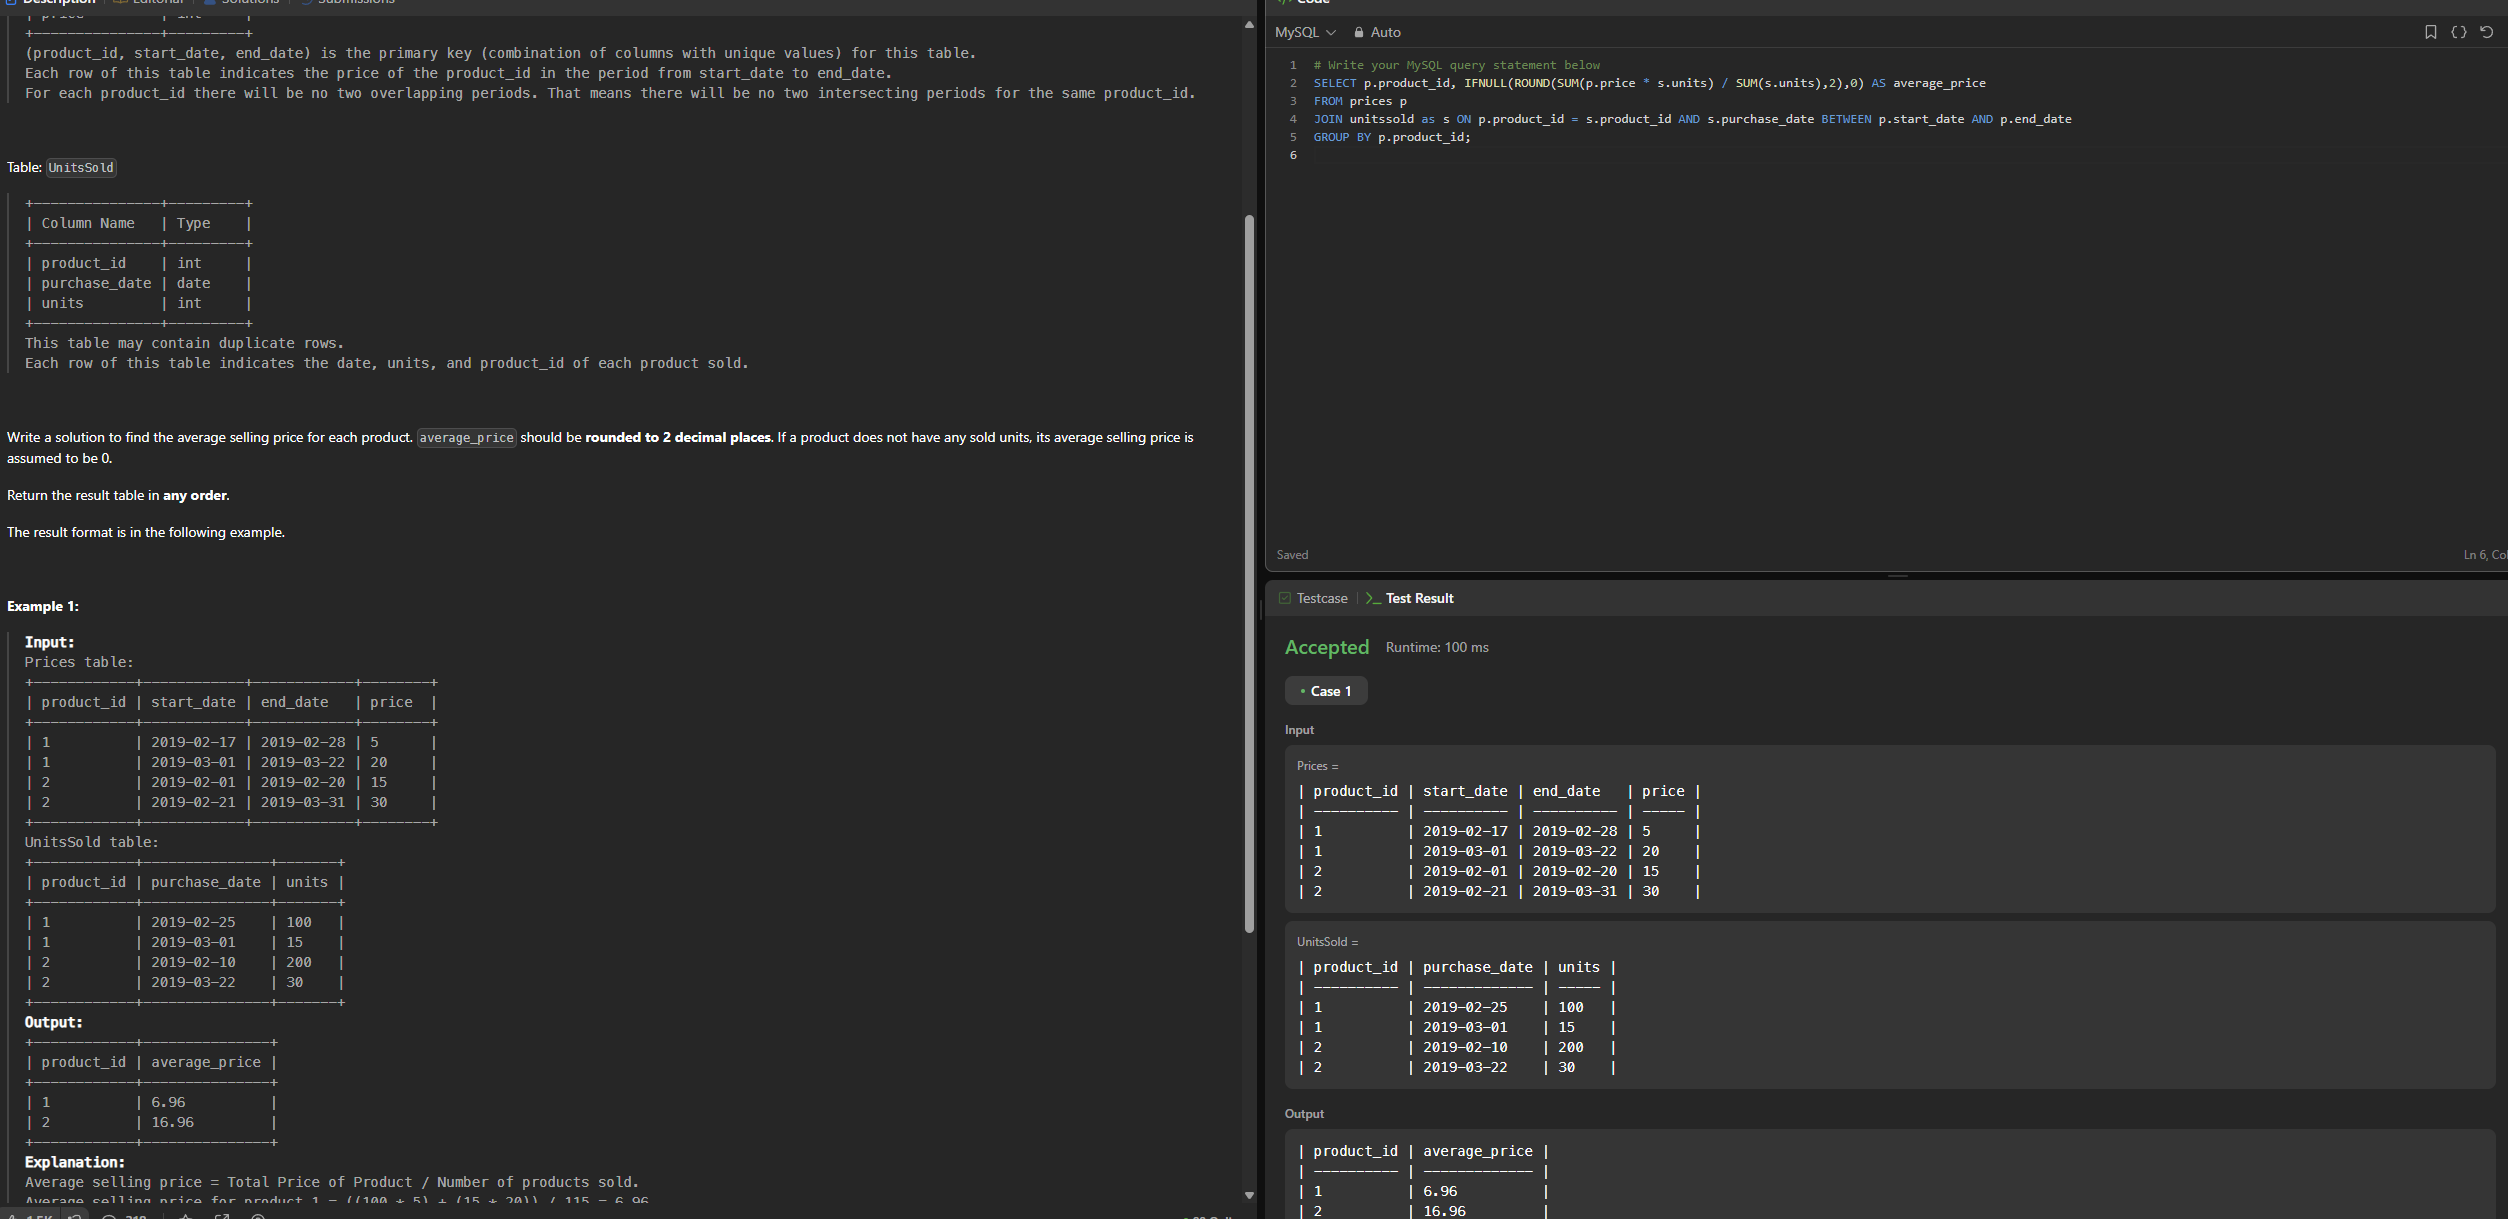 Description | Editorial | Solutions | Submissions
| price | int |
+---------------+---------+
(product_id, start_date, end_date) is the primary key (combination of columns with unique values) for this table.
Each row of this table indicates the price of the product_id in the period from start_date to end_date.
For each product_id there will be no two overlapping periods. That means there will be no two intersecting periods for the same product_id.
Table: UnitsSold
+---------------+---------+
| Column Name   | Type    |
+---------------+---------+
| product_id    | int     |
| purchase_date | date    |
| units         | int     |
+---------------+---------+
This table may contain duplicate rows.
Each row of this table indicates the date, units, and product_id of each product sold.
Write a solution to find the average selling price for each product. average_price should be rounded to 2 decimal places. If a product does not have any sold units, its average selling price is
assumed to be 0.
Return the result table in any order.
The result format is in the following example.
Example 1:
Input:
Prices table:
+------------+------------+------------+--------+
| product_id | start_date | end_date   | price  |
+------------+------------+------------+--------+
| 1          | 2019-02-17 | 2019-02-28 | 5      |
| 1          | 2019-03-01 | 2019-03-22 | 20     |
| 2          | 2019-02-01 | 2019-02-20 | 15     |
| 2          | 2019-02-21 | 2019-03-31 | 30     |
+------------+------------+------------+--------+
UnitsSold table:
+------------+---------------+-------+
| product_id | purchase_date | units |
+------------+---------------+-------+
| 1          | 2019-02-25    | 100   |
| 1          | 2019-03-01    | 15    |
| 2          | 2019-02-10    | 200   |
| 2          | 2019-03-22    | 30    |
+------------+---------------+-------+
Output:
+------------+---------------+
| product_id | average_price |
+------------+---------------+
| 1          | 6.96          |
| 2          | 16.96         |
+------------+---------------+
Explanation:
Average selling price = Total Price of Product / Number of products sold.
Average selling price for product 1 = ((100 * 5) + (15 * 20)) / 115 = 6.96
</> Code
MySQL Auto
1 # Write your MySQL query statement below
2 SELECT p.product_id, IFNULL(ROUND(SUM(p.price * s.units) / SUM(s.units),2),0) AS average_price
3 FROM prices p
4 JOIN unitssold as s ON p.product_id = s.product_id AND s.purchase_date BETWEEN p.start_date AND p.end_date
5 GROUP BY p.product_id;
6
Saved
Ln 6, Col
Testcase | >_ Test Result
Accepted Runtime: 100 ms
• Case 1
Input
Prices =
| product_id | start_date | end_date   | price |
| ---------- | ---------- | ---------- | ----- |
| 1          | 2019-02-17 | 2019-02-28 | 5     |
| 1          | 2019-03-01 | 2019-03-22 | 20    |
| 2          | 2019-02-01 | 2019-02-20 | 15    |
| 2          | 2019-02-21 | 2019-03-31 | 30    |
UnitsSold =
| product_id | purchase_date | units |
| ---------- | ------------- | ----- |
| 1          | 2019-02-25    | 100   |
| 1          | 2019-03-01    | 15    |
| 2          | 2019-02-10    | 200   |
| 2          | 2019-03-22    | 30    |
Output
| product_id | average_price |
| ---------- | ------------- |
| 1          | 6.96          |
| 2          | 16.96         |